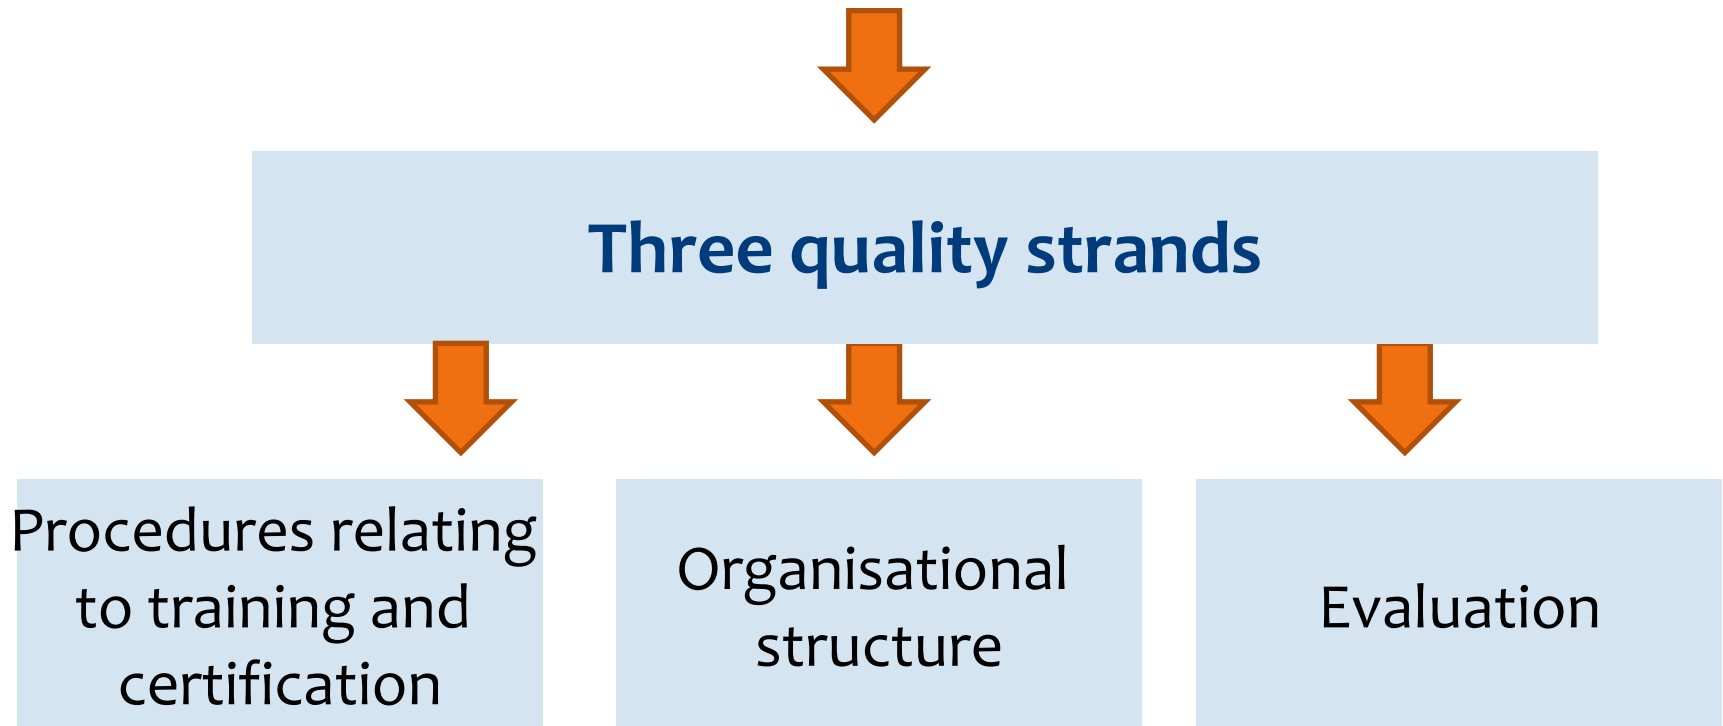 Three quality strands
Procedures relating
to training and
certification
Organisational
structure
Evaluation